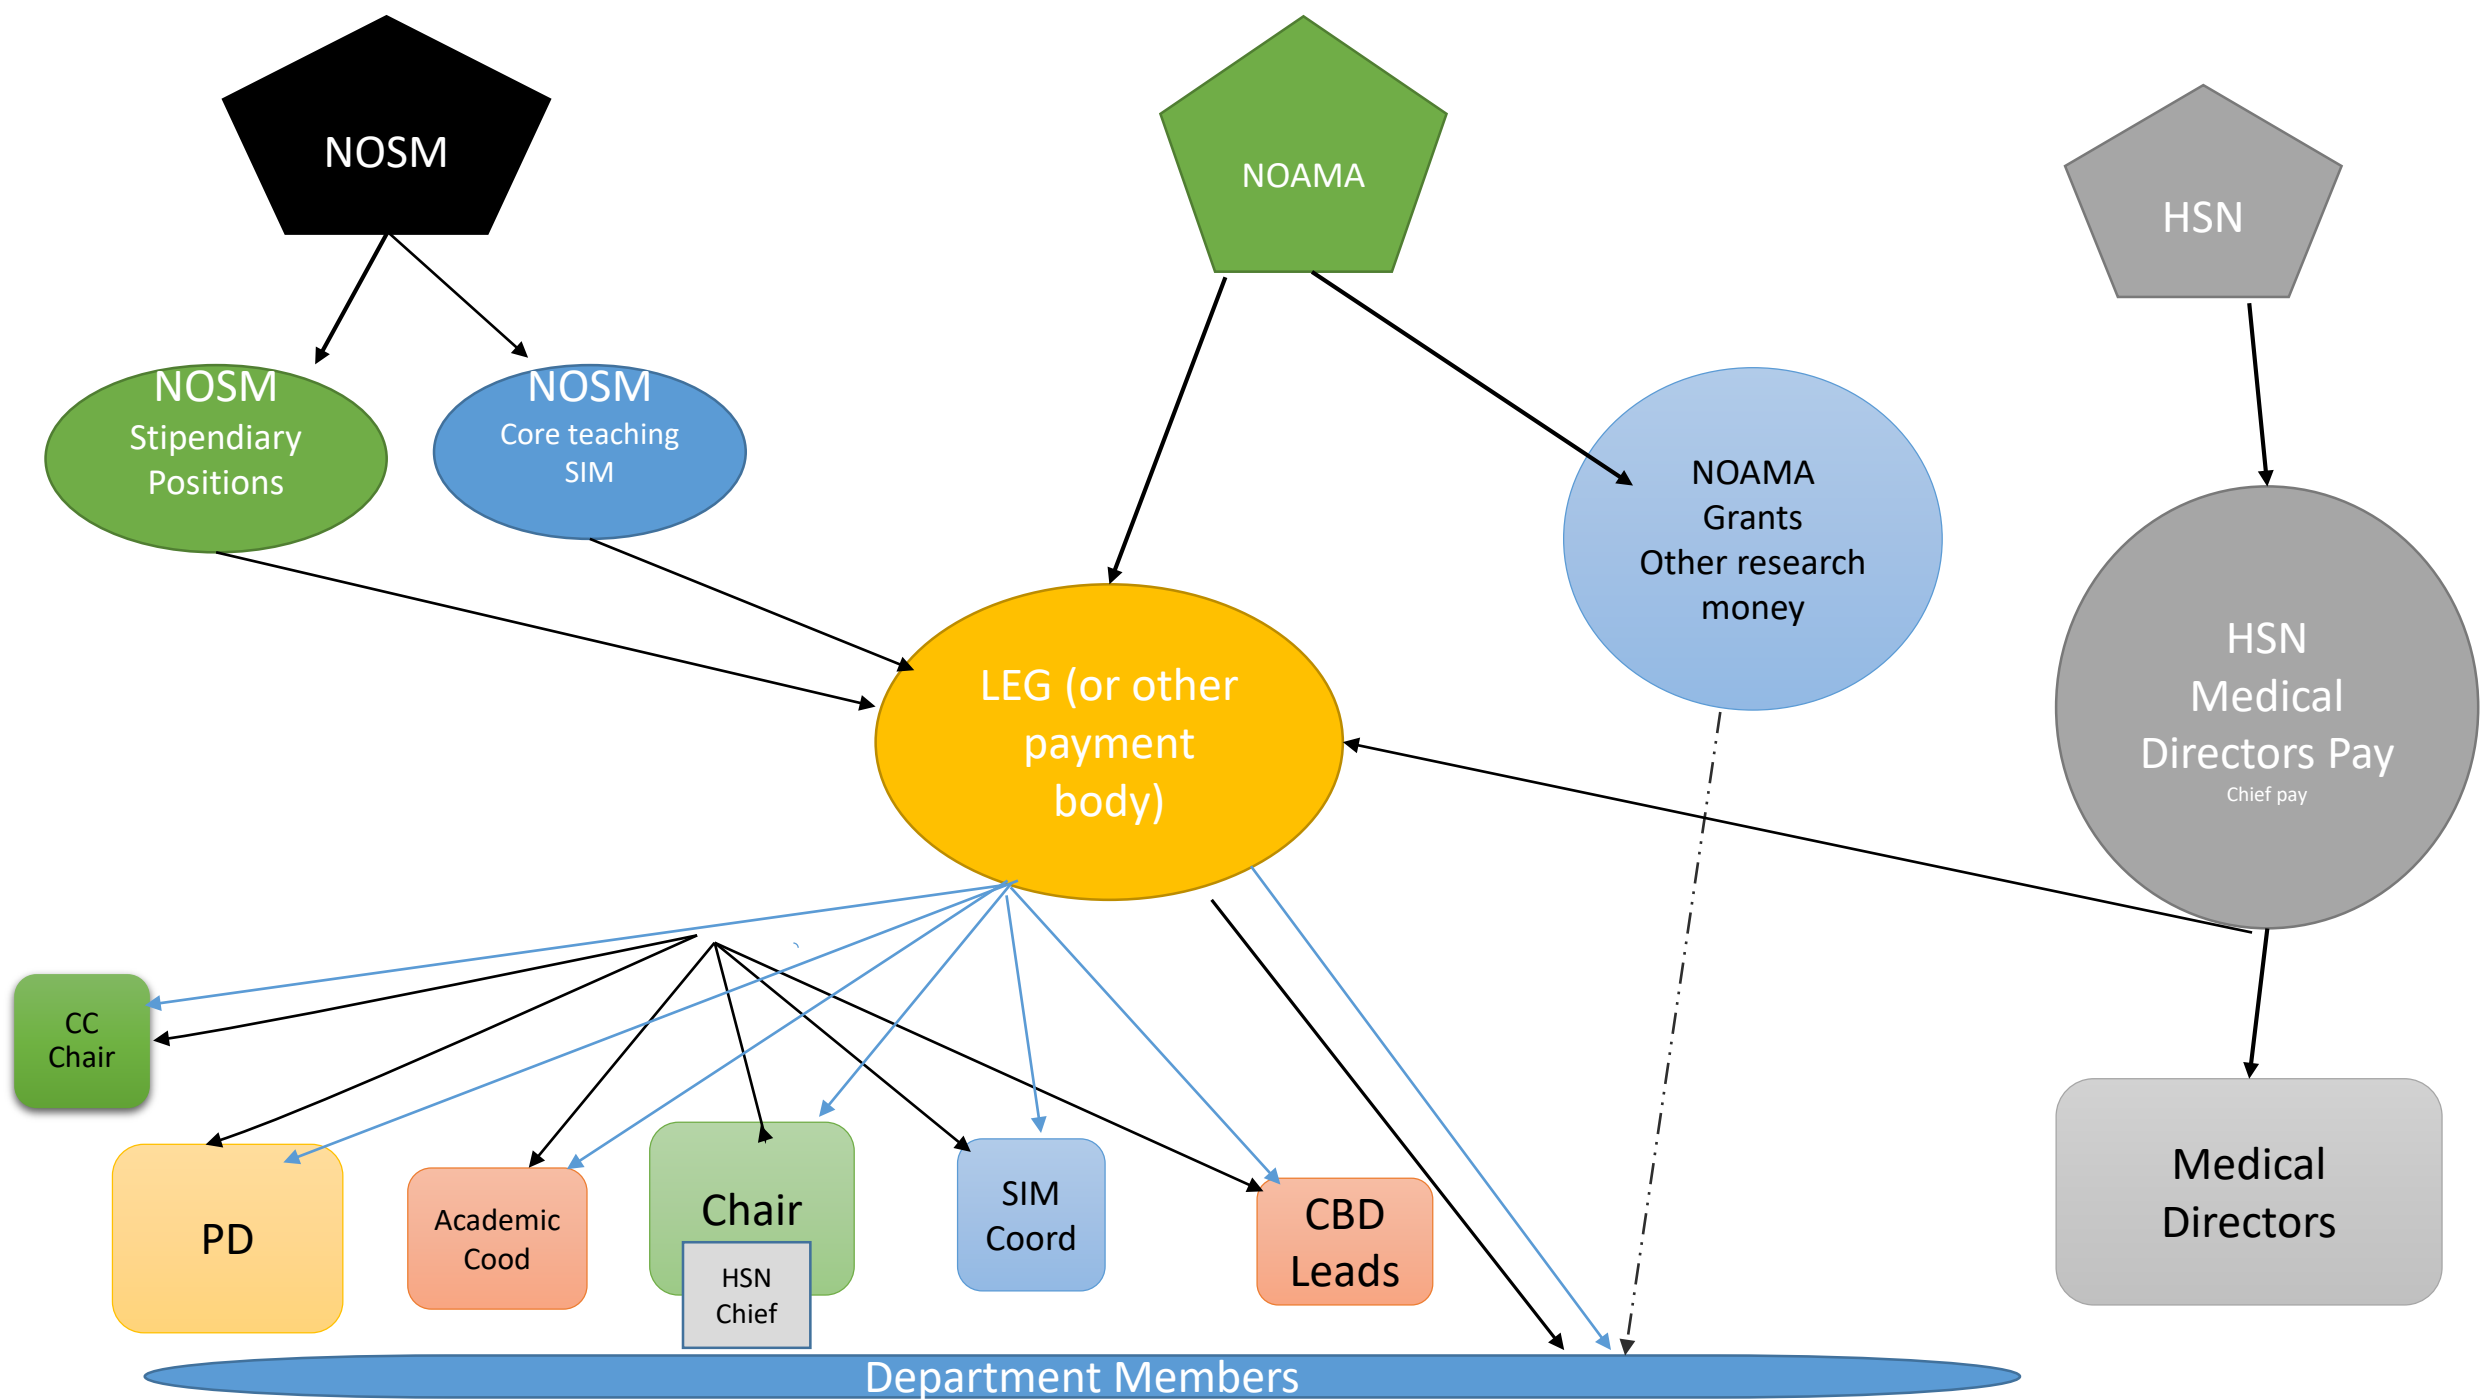 NOSM
NOAMA
HSN
NOSM
Stipendiary
Positions
NOSM
Core teaching
SIM
NOAMA
Grants
Other research
money
HSN
Medical
Directors Pay
Chief pay
LEG (or other
payment
body)
CC
Chair
PD
Academic
Cood
Chair
HSN
Chief
SIM
Coord
CBD
Leads
Medical
Directors
Department Members